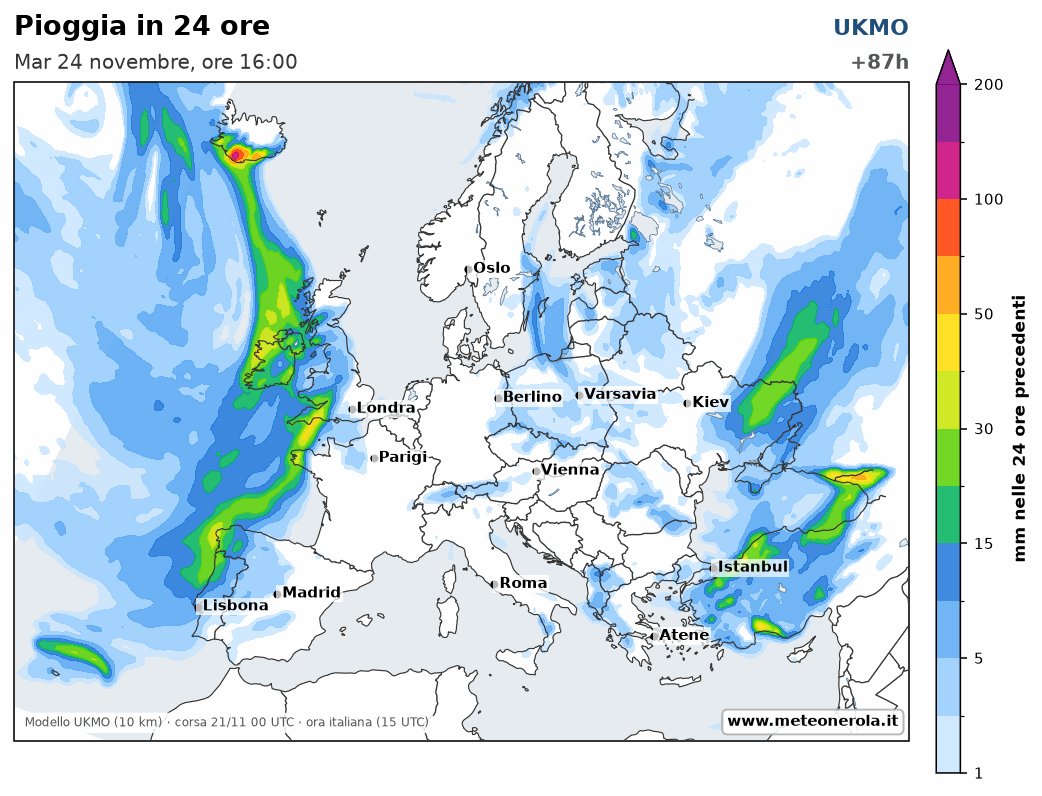 Pioggia in 24 ore
UKMO
Mar 24 novembre, ore 16:00
+87h
200
100
50
30
15
5
1
mm nelle 24 ore precedenti
Oslo
Berlino
Varsavia
Kiev
Londra
Parigi
Vienna
Istanbul
Roma
Madrid
Lisbona
Atene
Modello UKMO (10 km) · corsa 21/11 00 UTC · ora italiana (15 UTC)
www.meteonerola.it